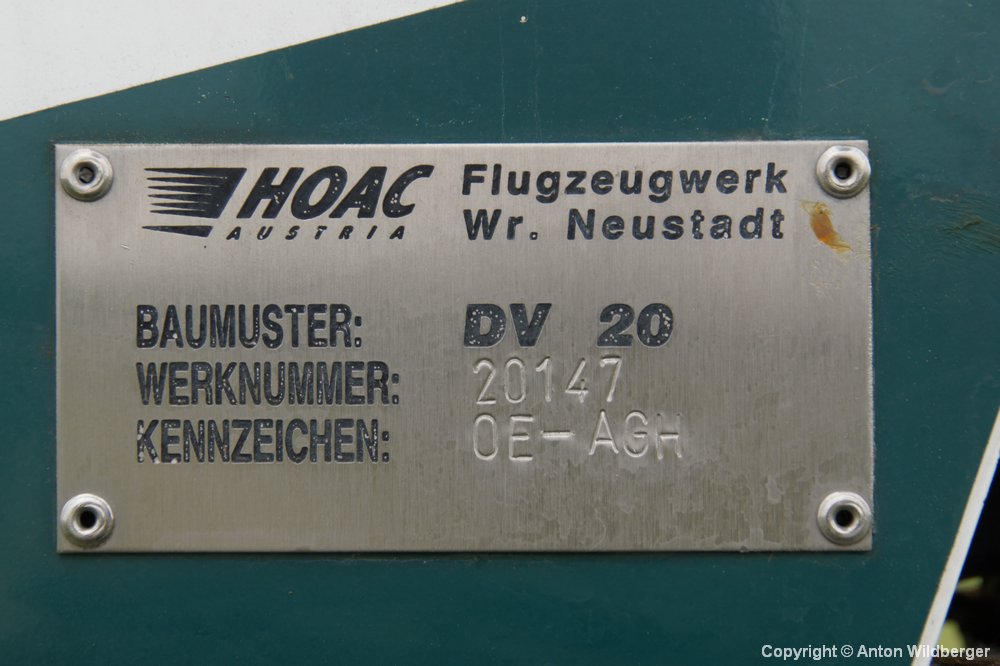 HOAC
AUSTRIA
Flugzeugwerk
Wr. Neustadt
BAUMUSTER: DV 20
WERKNUMMER: 20147
KENNZEICHEN: OE-AGH
Copyright © Anton Wildberger